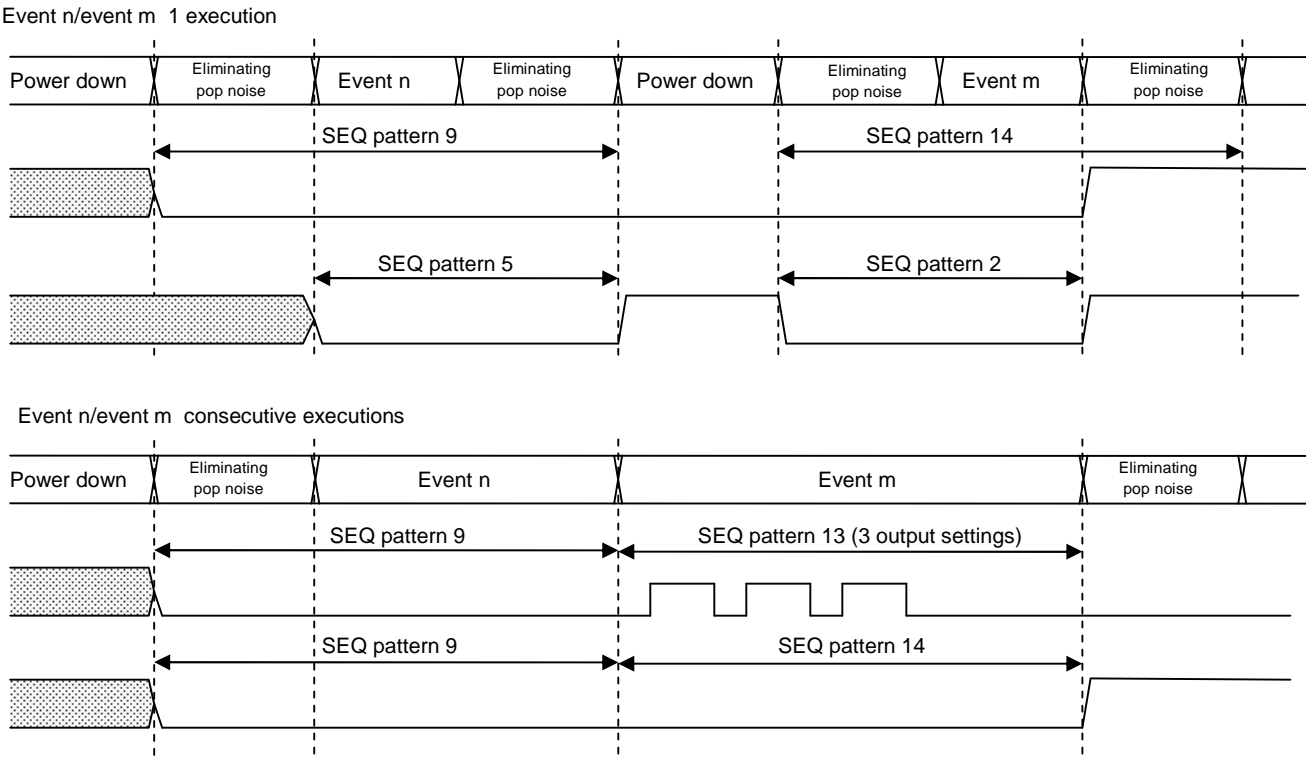 Event n/event m 1 execution
Power down
Eliminating
pop noise
Event n
Eliminating
pop noise
Power down
Eliminating
pop noise
Event m
Eliminating
pop noise
SEQ pattern 9
SEQ pattern 14
SEQ pattern 5
SEQ pattern 2
Event n/event m consecutive executions
Power down
Eliminating
pop noise
Event n
Event m
Eliminating
pop noise
SEQ pattern 9
SEQ pattern 13 (3 output settings)
SEQ pattern 9
SEQ pattern 14